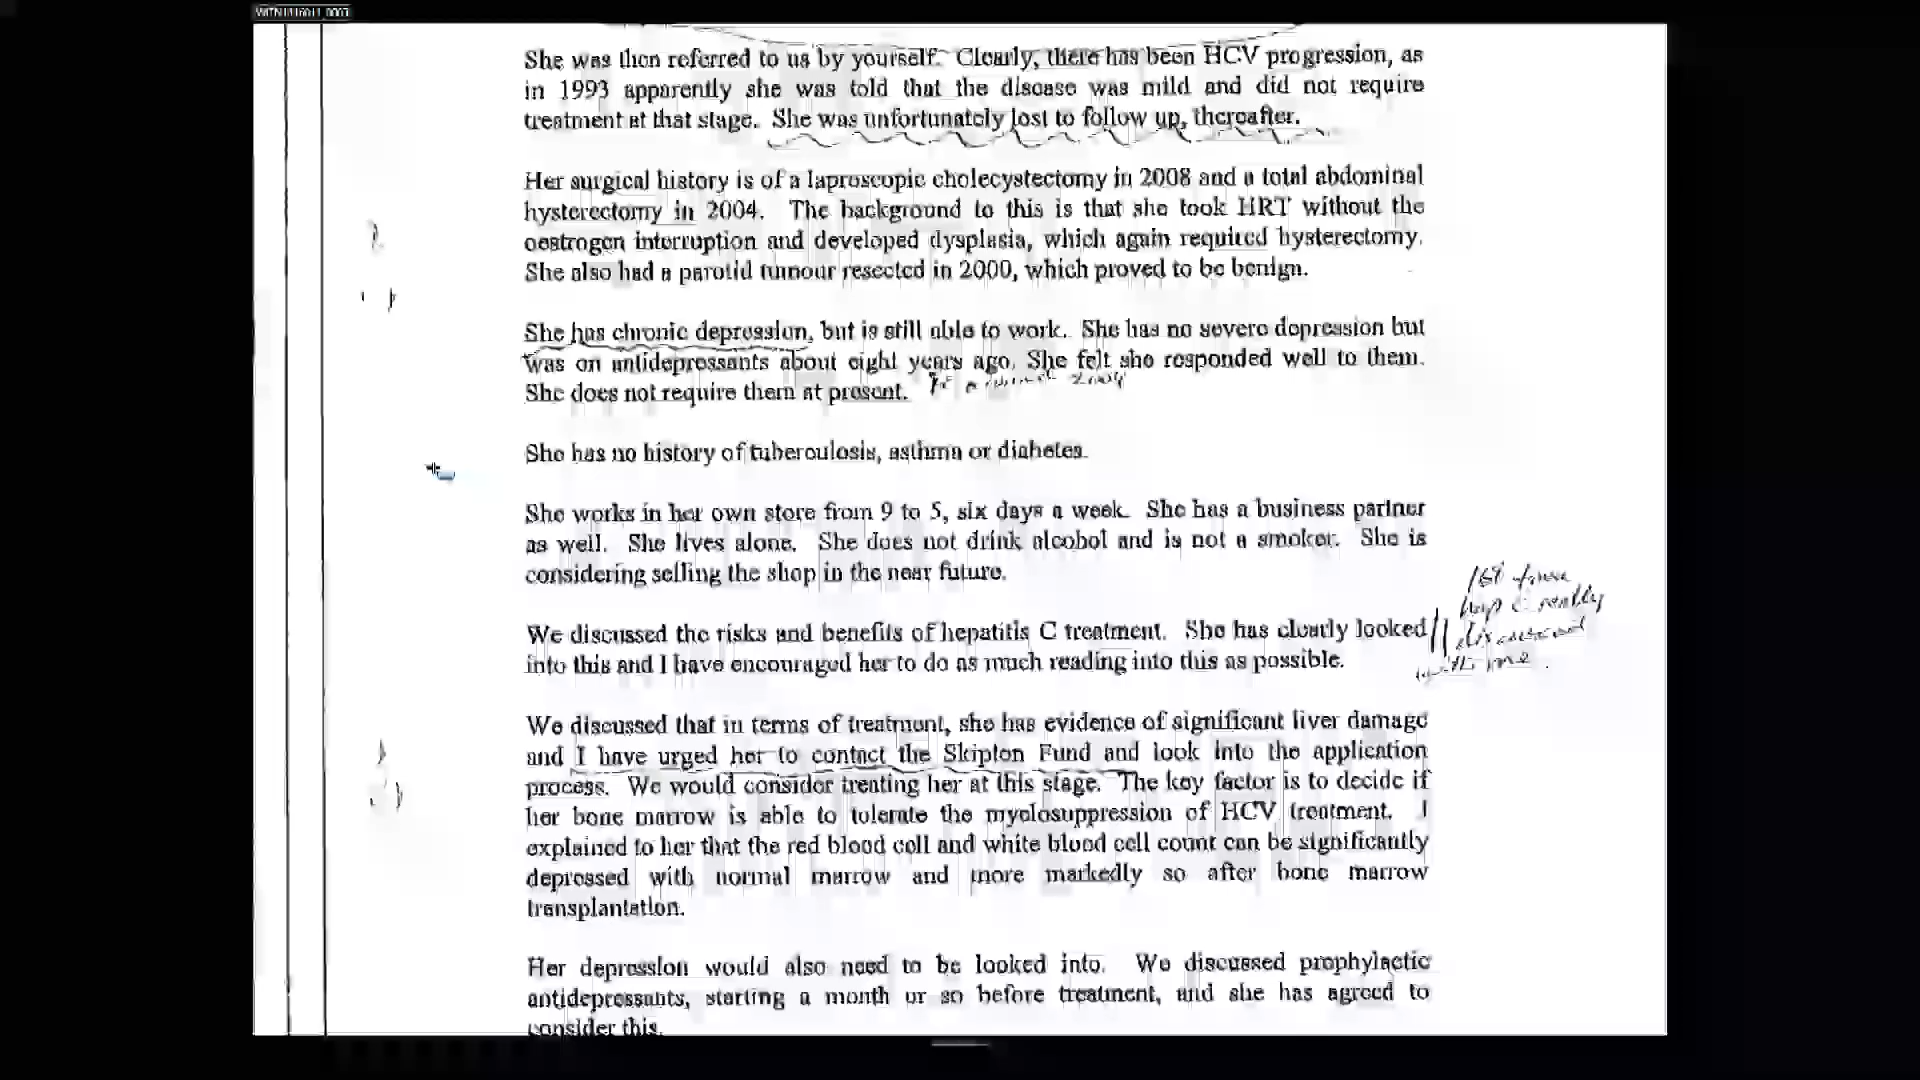 She was then referred to us by yourself. Clearly, there has been HCV progression, as
in 1993 apparently she was told that the disease was mild and did not require
treatment at that stage. She was unfortunately lost to follow up, thereafter.
Her surgical history is of a laproscopic cholecystectomy in 2008 and a total abdominal
hysterectomy in 2004. The background to this is that she took HRT without the
oestrogen interruption and developed dysplasia, which again required hysterectomy.
She also had a parotid tumour resected in 2000, which proved to be benign.
She has chronic depression, but is still able to work. She has no severe depression but
was on antidepressants about eight years ago. She felt she responded well to them.
She does not require them at present.
She has no history of tuberculosis, asthma or diabetes.
She works in her own store from 9 to 5, six days a week. She has a business partner
as well. She lives alone. She does not drink alcohol and is not a smoker. She is
considering selling the shop in the near future.
We discussed the risks and benefits of hepatitis C treatment. She has clearly looked
into this and I have encouraged her to do as much reading into this as possible.
1st time
hep C really
discussed
with me.
We discussed that in terms of treatment, she has evidence of significant liver damage
and I have urged her to contact the Skipton Fund and look into the application
process. We would consider treating her at this stage. The key factor is to decide if
her bone marrow is able to tolerate the myelosuppression of HCV treatment. I
explained to her that the red blood cell and white blood cell count can be significantly
depressed with normal marrow and more markedly so after bone marrow
transplantation.
Her depression would also need to be looked into. We discussed prophylactic
antidepressants, starting a month or so before treatment, and she has agreed to
consider this.